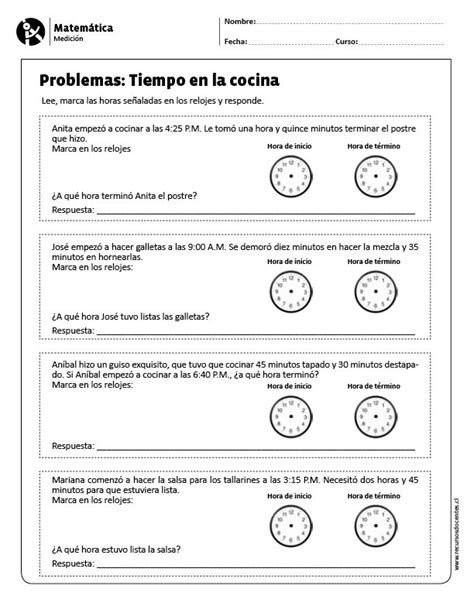 Matemática
Medición
Nombre:
Fecha: Curso:
Problemas: Tiempo en la cocina
Lee, marca las horas señaladas en los relojes y responde.
Anita empezó a cocinar a las 4:25 P.M. Le tomó una hora y quince minutos terminar el postre
que hizo.
Marca en los relojes
Hora de inicio Hora de término
¿A qué hora terminó Anita el postre?
Respuesta:
José empezó a hacer galletas a las 9:00 A.M. Se demoró diez minutos en hacer la mezcla y 35
minutos en hornearlas.
Marca en los relojes:
Hora de inicio Hora de término
¿A qué hora José tuvo listas las galletas?
Respuesta:
Aníbal hizo un guiso exquisito, que tuvo que cocinar 45 minutos tapado y 30 minutos destapa-
do. Si Aníbal empezó a cocinar a las 6:40 P.M., ¿a qué hora terminó?
Marca en los relojes:
Hora de inicio Hora de término
Respuesta:
Mariana comenzó a hacer la salsa para los tallarines a las 3:15 P.M. Necesitó dos horas y 45
minutos para que estuviera lista.
Marca en los relojes:
Hora de inicio Hora de término
¿A qué hora estuvo lista la salsa?
Respuesta:
www.recursosdocentes.cl